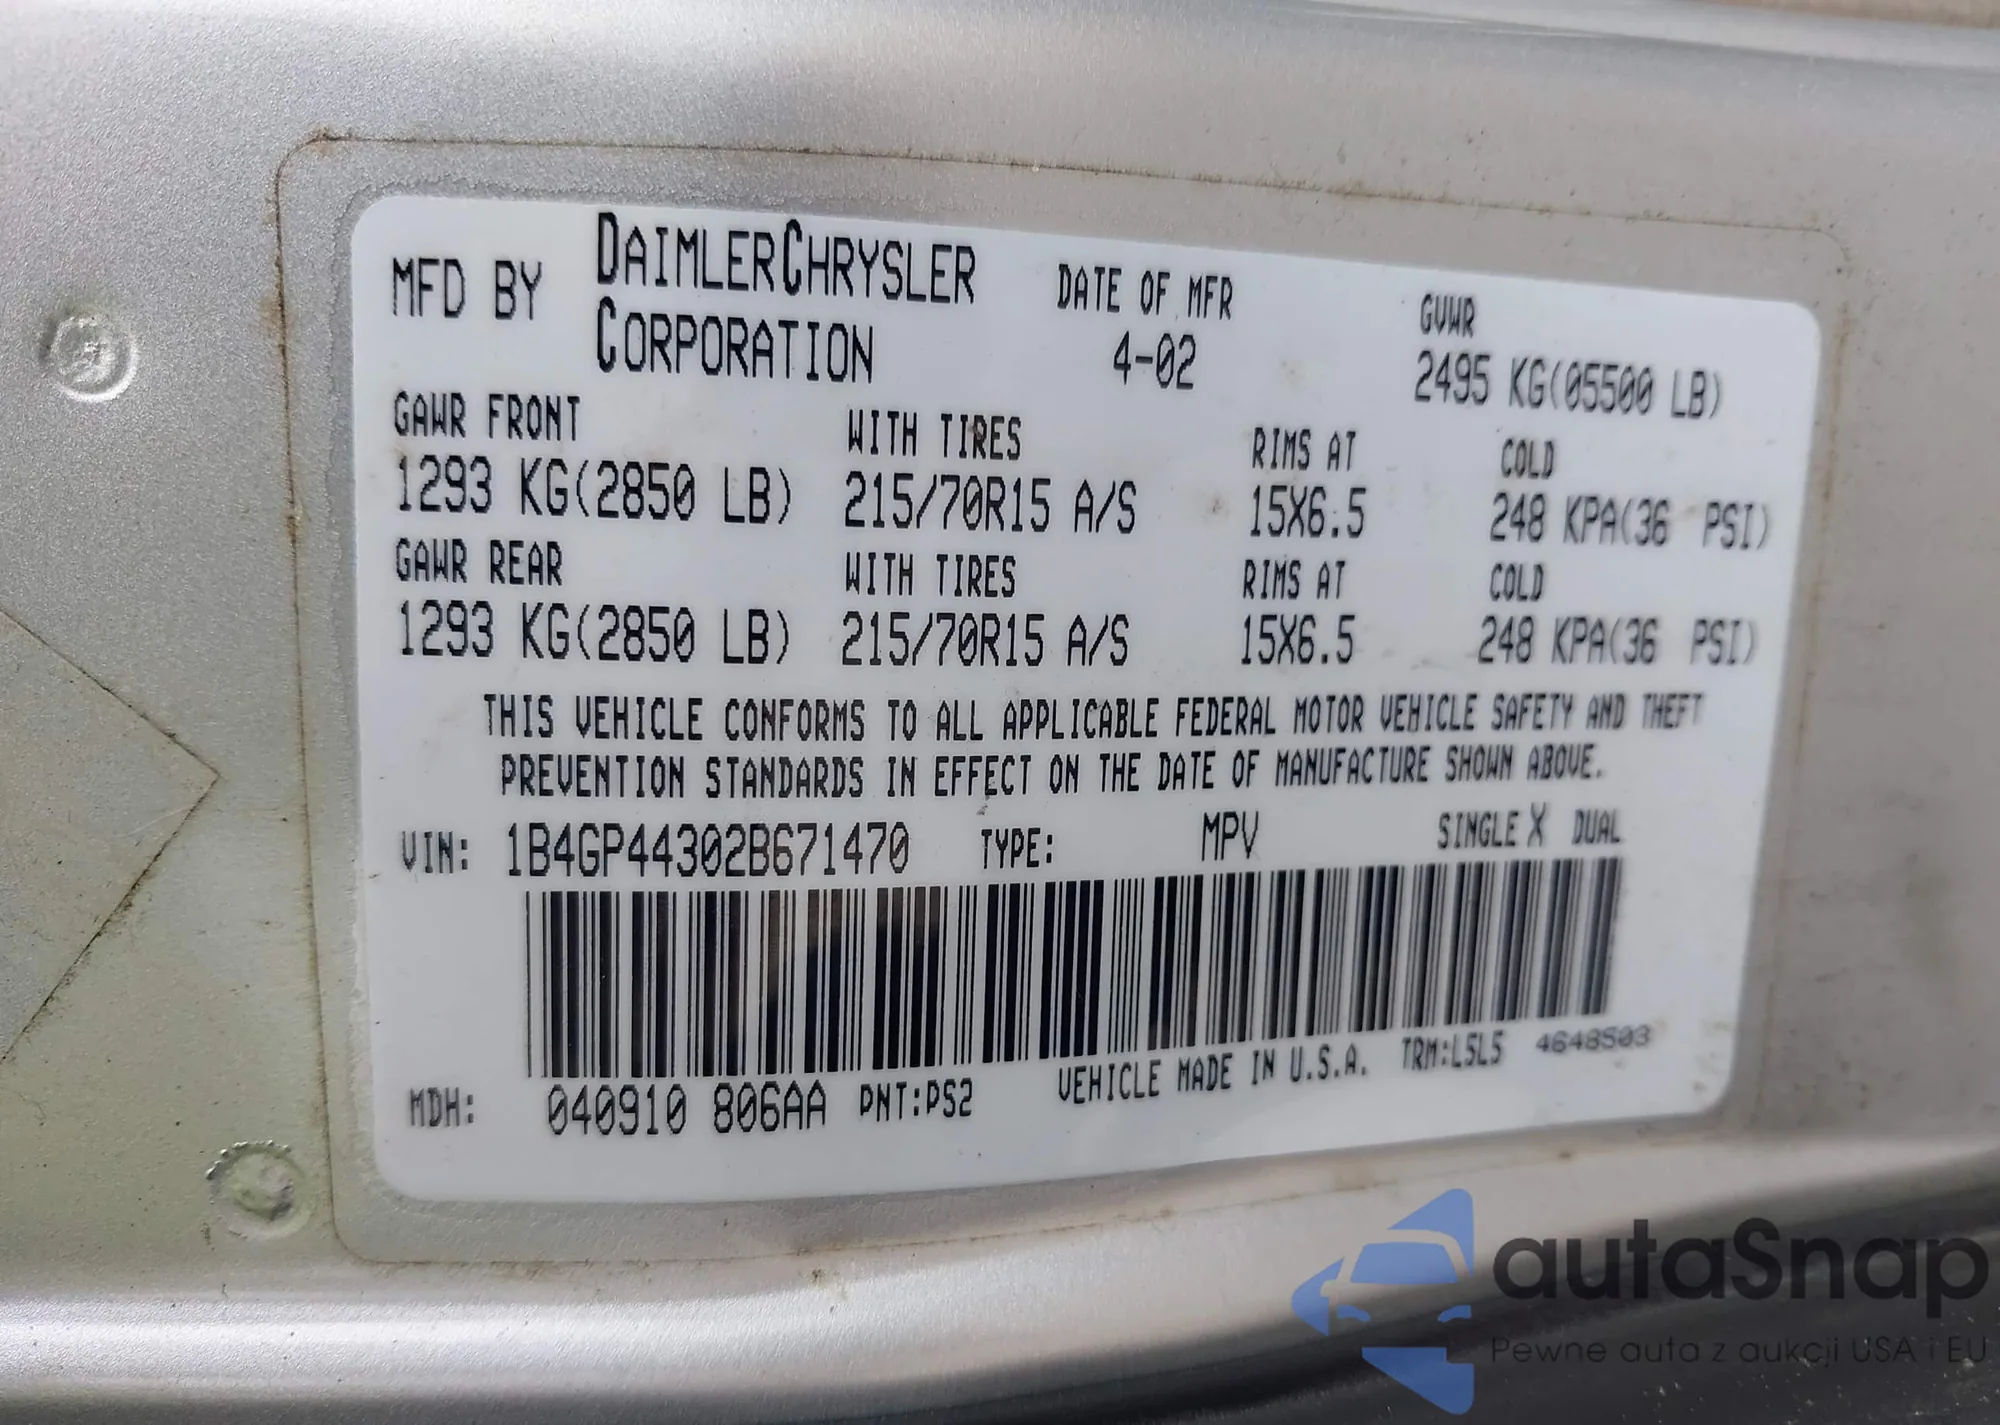 MFD BY DAIMLERCHRYSLER CORPORATION DATE OF MFR 4-02 GVWR 2495 KG(05500 LB)
GAWR FRONT WITH TIRES RIMS AT COLD
1293 KG(2850 LB) 215/70R15 A/S 15X6.5 248 KPA(36 PSI)
GAWR REAR WITH TIRES RIMS AT COLD
1293 KG(2850 LB) 215/70R15 A/S 15X6.5 248 KPA(36 PSI)
THIS VEHICLE CONFORMS TO ALL APPLICABLE FEDERAL MOTOR VEHICLE SAFETY AND THEFT
PREVENTION STANDARDS IN EFFECT ON THE DATE OF MANUFACTURE SHOWN ABOVE.
VIN: 1B4GP44302B671470 TYPE: MPV SINGLE X DUAL
MDH: 040910 806AA PNT:PS2 VEHICLE MADE IN U.S.A. TRM:L5L5 4648503
autaSnap
Pewne auta z aukcji USA i EU